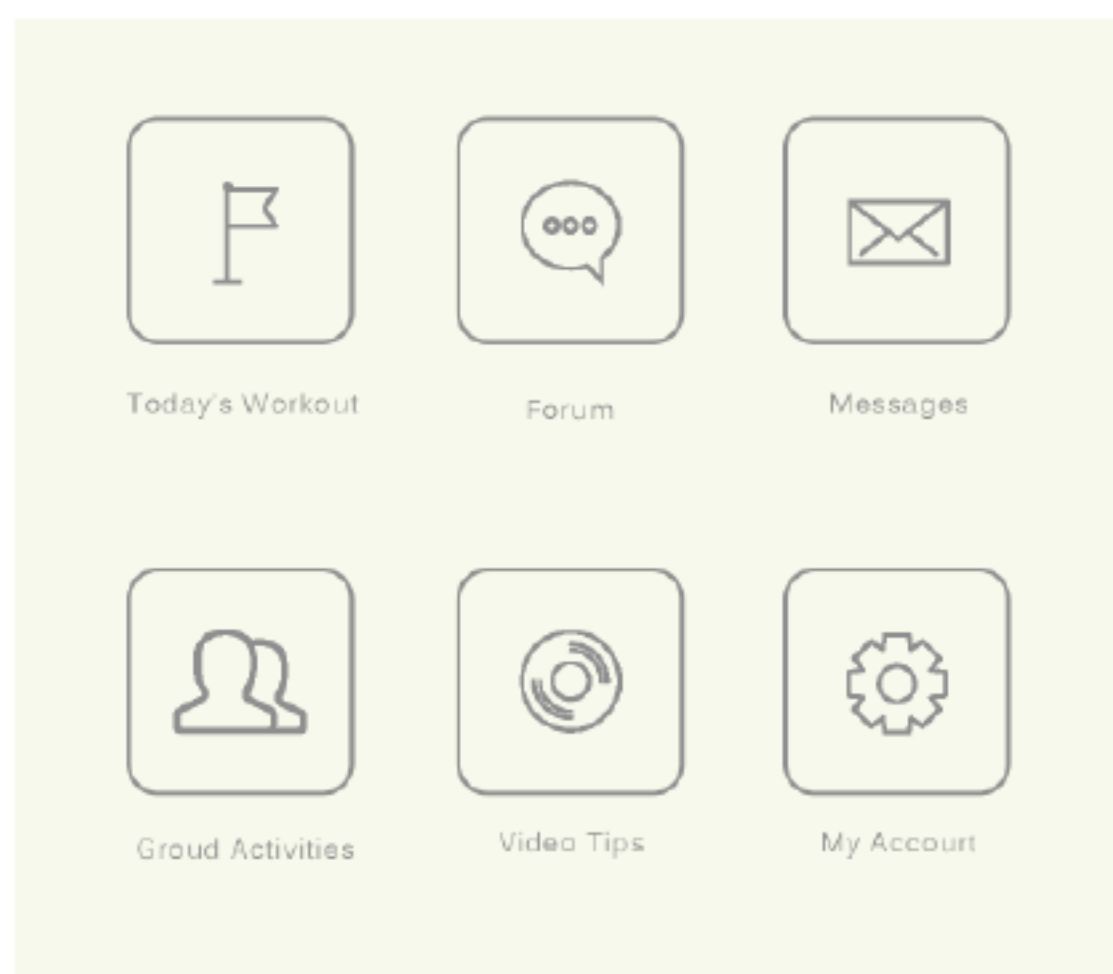 Today's Workout
Forum
Messages
Groud Activities
Video Tips
My Accourt